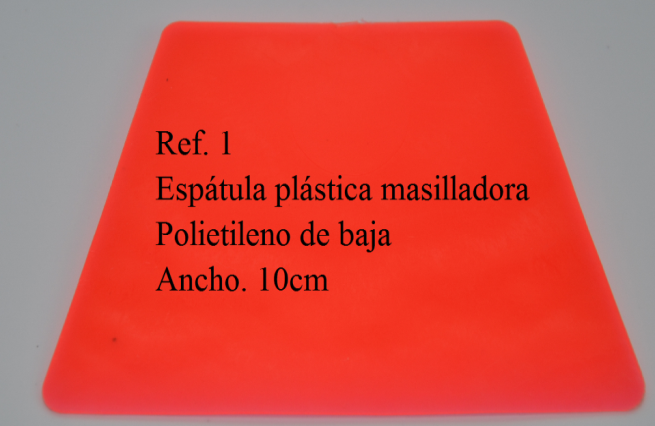 Ref. 1
Espátula plástica masilladora
Polietileno de baja
Ancho. 10cm